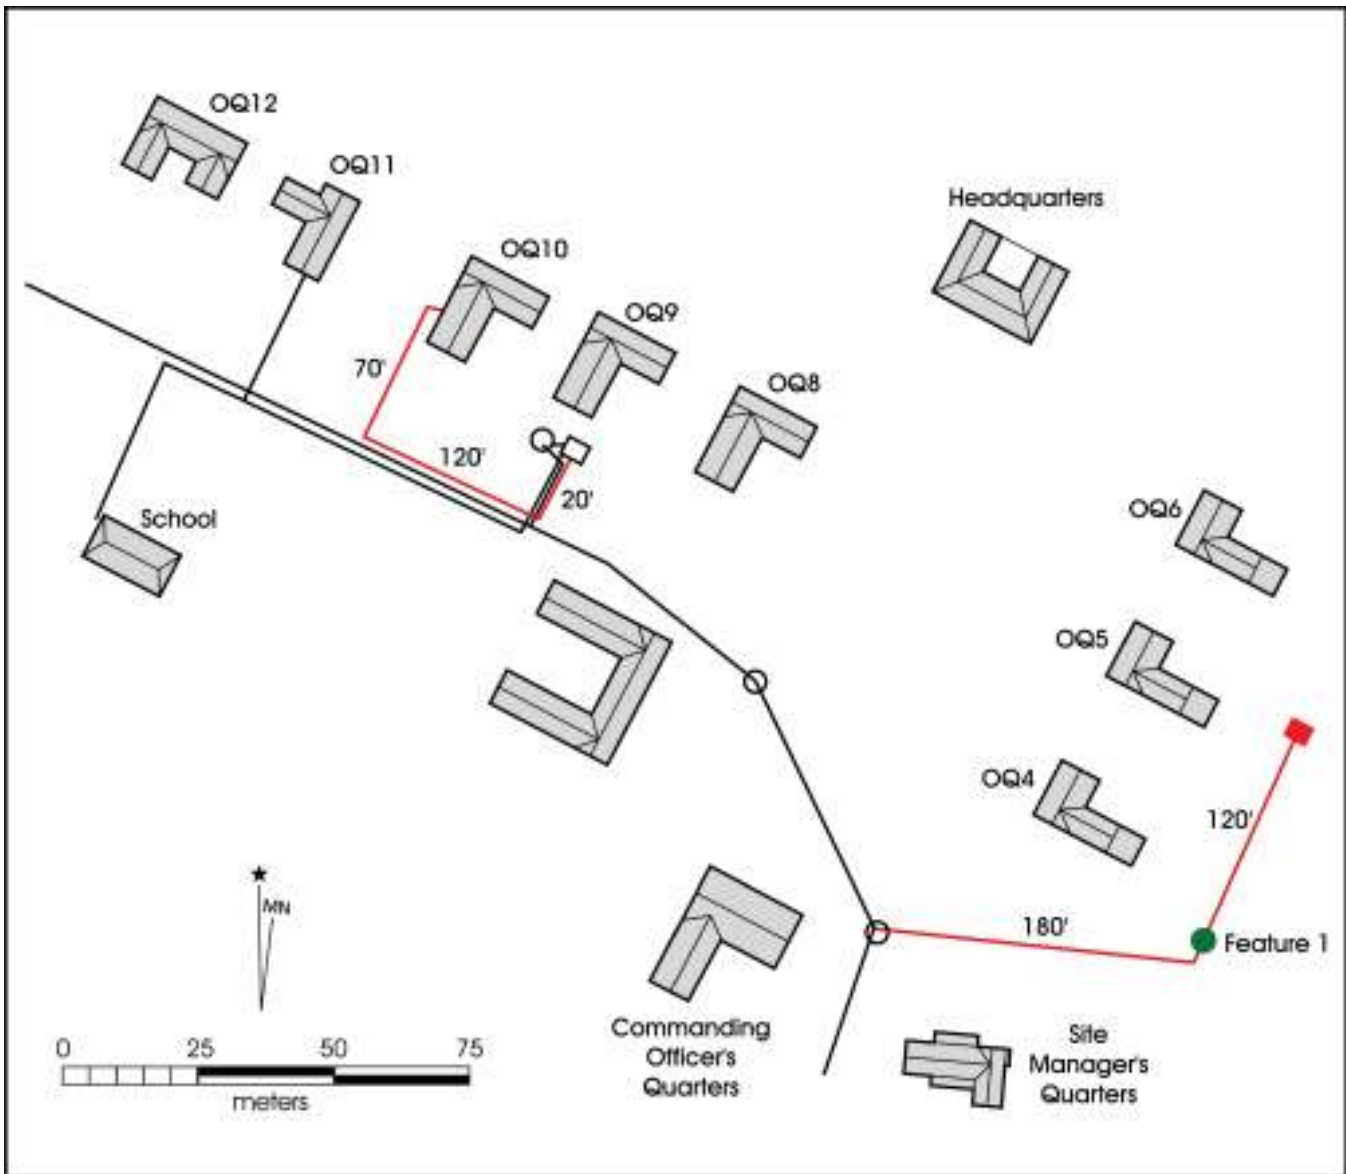 OQ12
OQ11
Headquarters
OQ10
OQ9
70'
OQ8
120'
20'
OQ6
School
OQ5
OQ4
120'
MN
180'
Feature 1
Commanding
Officer's
Quarters
Site
Manager's
Quarters
0 25 50 75
meters